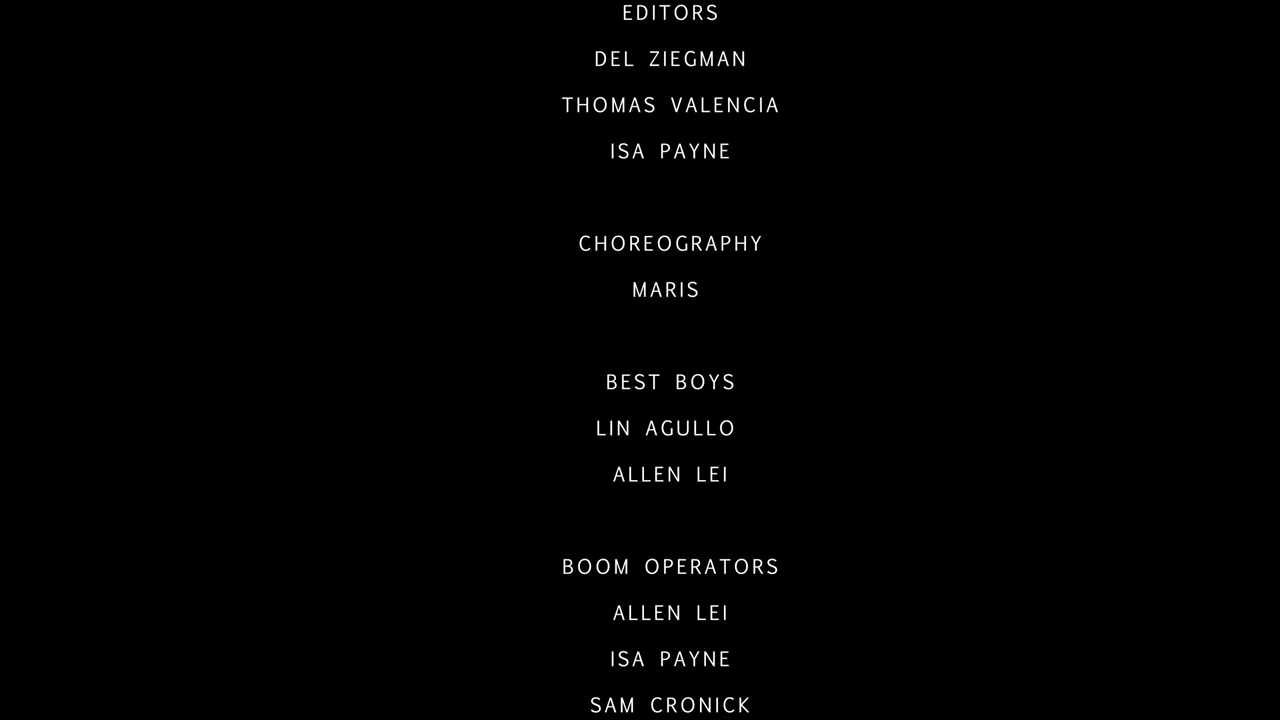 EDITORS
DEL ZIEGMAN
THOMAS VALENCIA
ISA PAYNE
CHOREOGRAPHY
MARIS
BEST BOYS
LIN AGULLO
ALLEN LEI
BOOM OPERATORS
ALLEN LEI
ISA PAYNE
SAM CRONICK